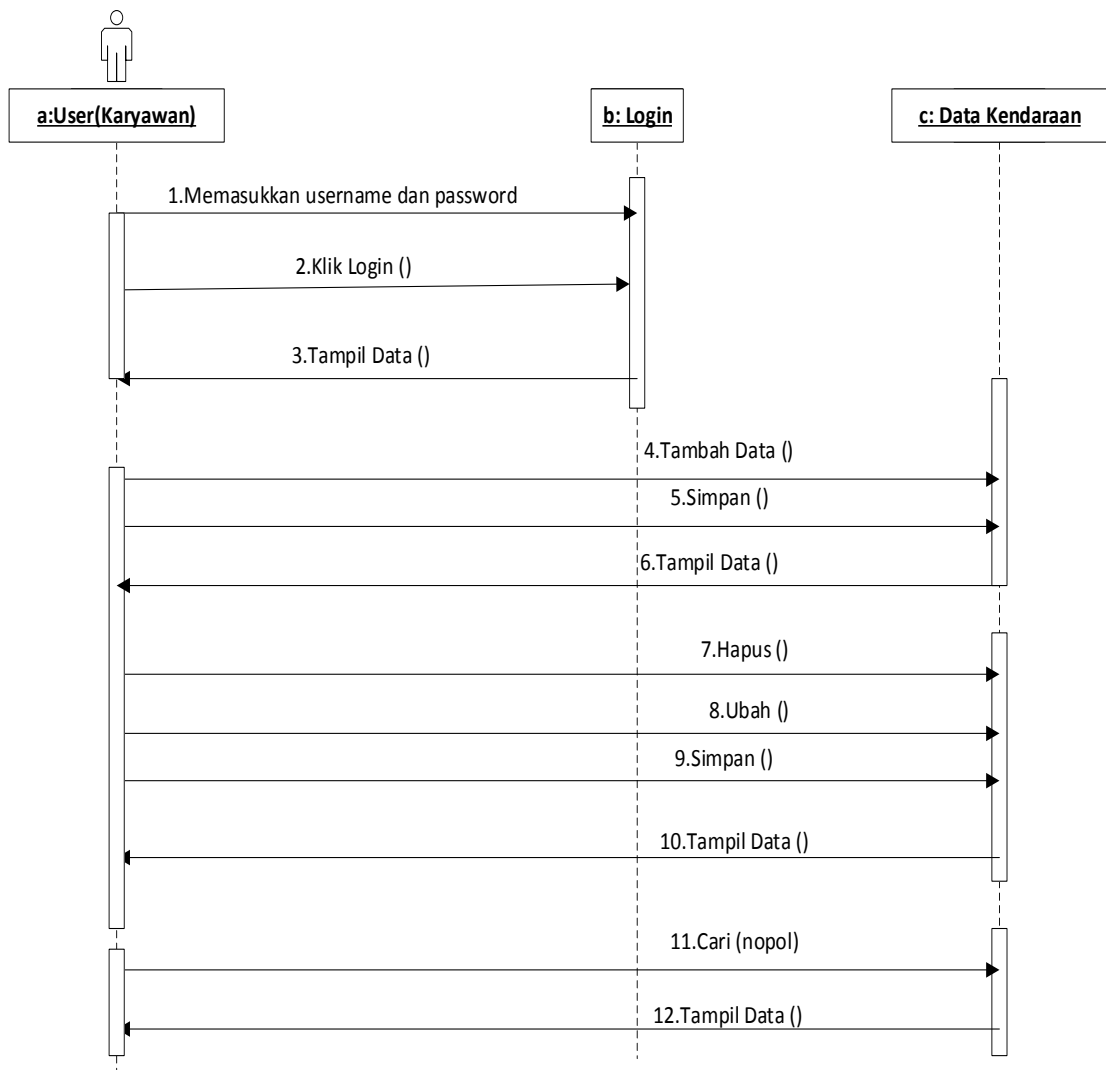 a:User(Karyawan)
b: Login
c: Data Kendaraan
1.Memasukkan username dan password
2.Klik Login ()
3.Tampil Data ()
4.Tambah Data ()
5.Simpan ()
6.Tampil Data ()
7.Hapus ()
8.Ubah ()
9.Simpan ()
10.Tampil Data ()
11.Cari (nopol)
12.Tampil Data ()